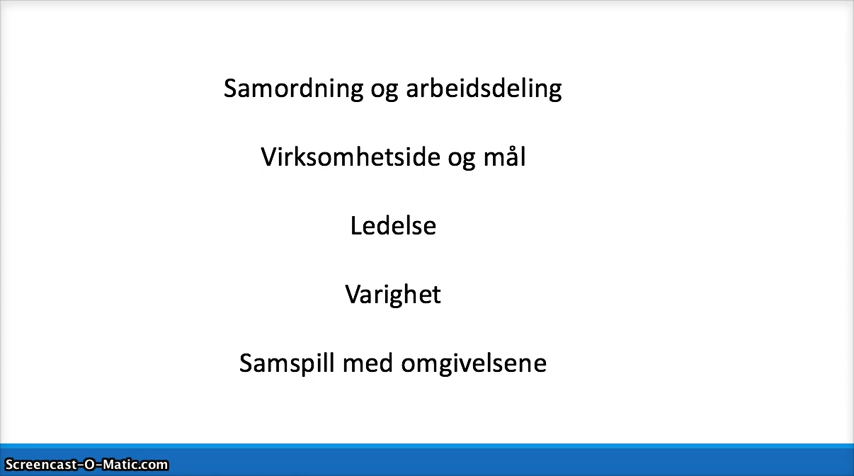 Samordning og arbeidsdeling
Virksomhetside og mål
Ledelse
Varighet
Samspill med omgivelsene
Screencast-O-Matic.com